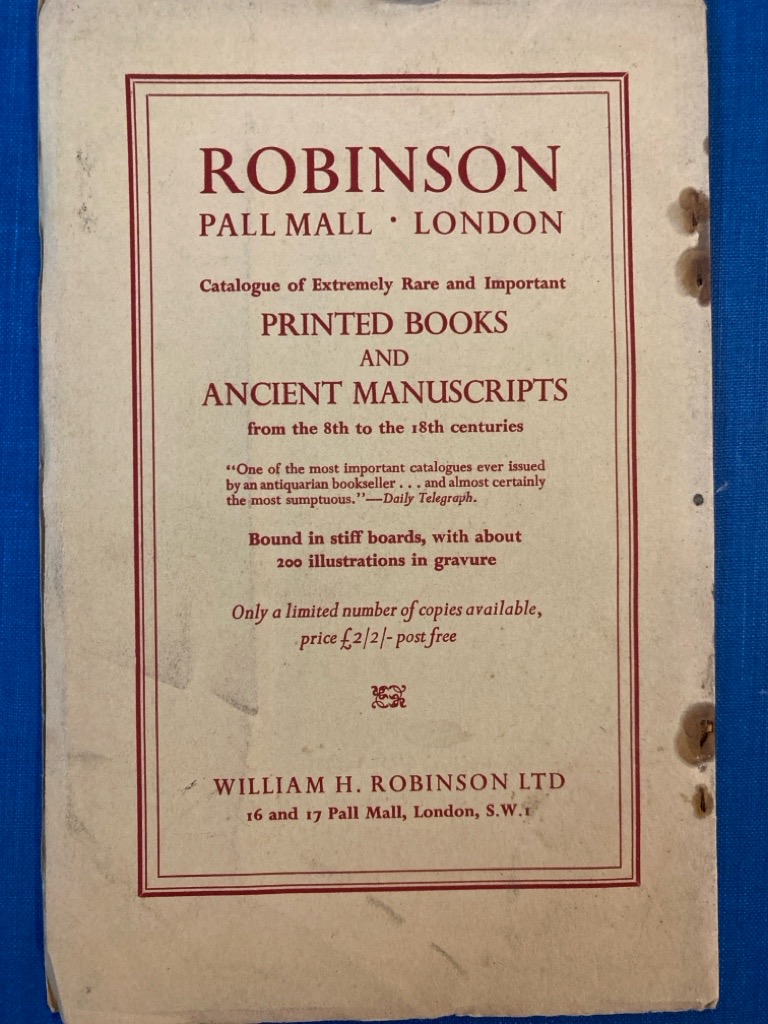 ROBINSON
PALL MALL · LONDON
Catalogue of Extremely Rare and Important
PRINTED BOOKS
AND
ANCIENT MANUSCRIPTS
from the 8th to the 18th centuries
"One of the most important catalogues ever issued
by an antiquarian bookseller . . . and almost certainly
the most sumptuous."—Daily Telegraph.
Bound in stiff boards, with about
200 illustrations in gravure
Only a limited number of copies available,
price £2/2/- post free
WILLIAM H. ROBINSON LTD
16 and 17 Pall Mall, London, S.W.1